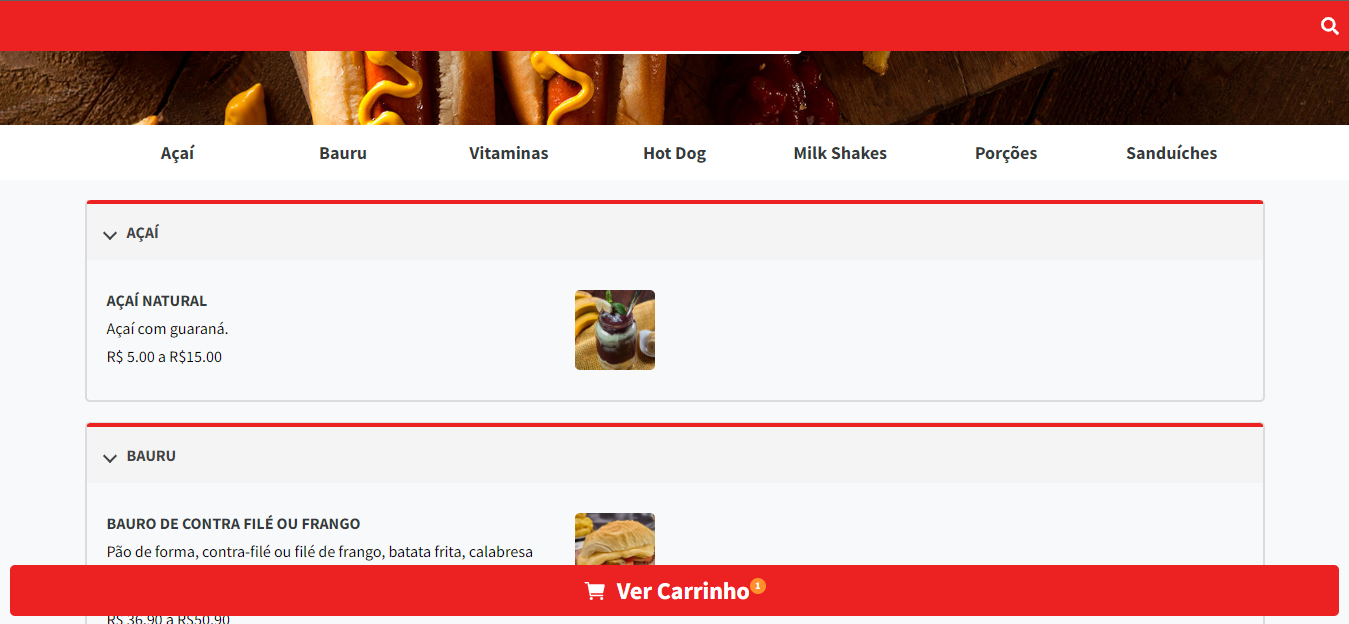 Açaí Bauru Vitaminas Hot Dog Milk Shakes Porções Sanduíches
AÇAÍ
AÇAÍ NATURAL
Açaí com guaraná.
R$ 5.00 a R$15.00
BAURU
BAURO DE CONTRA FILÉ OU FRANGO
Pão de forma, contra-filé ou filé de frango, batata frita, calabresa
Ver Carrinho 1
R$ 36.90 a R$50.90